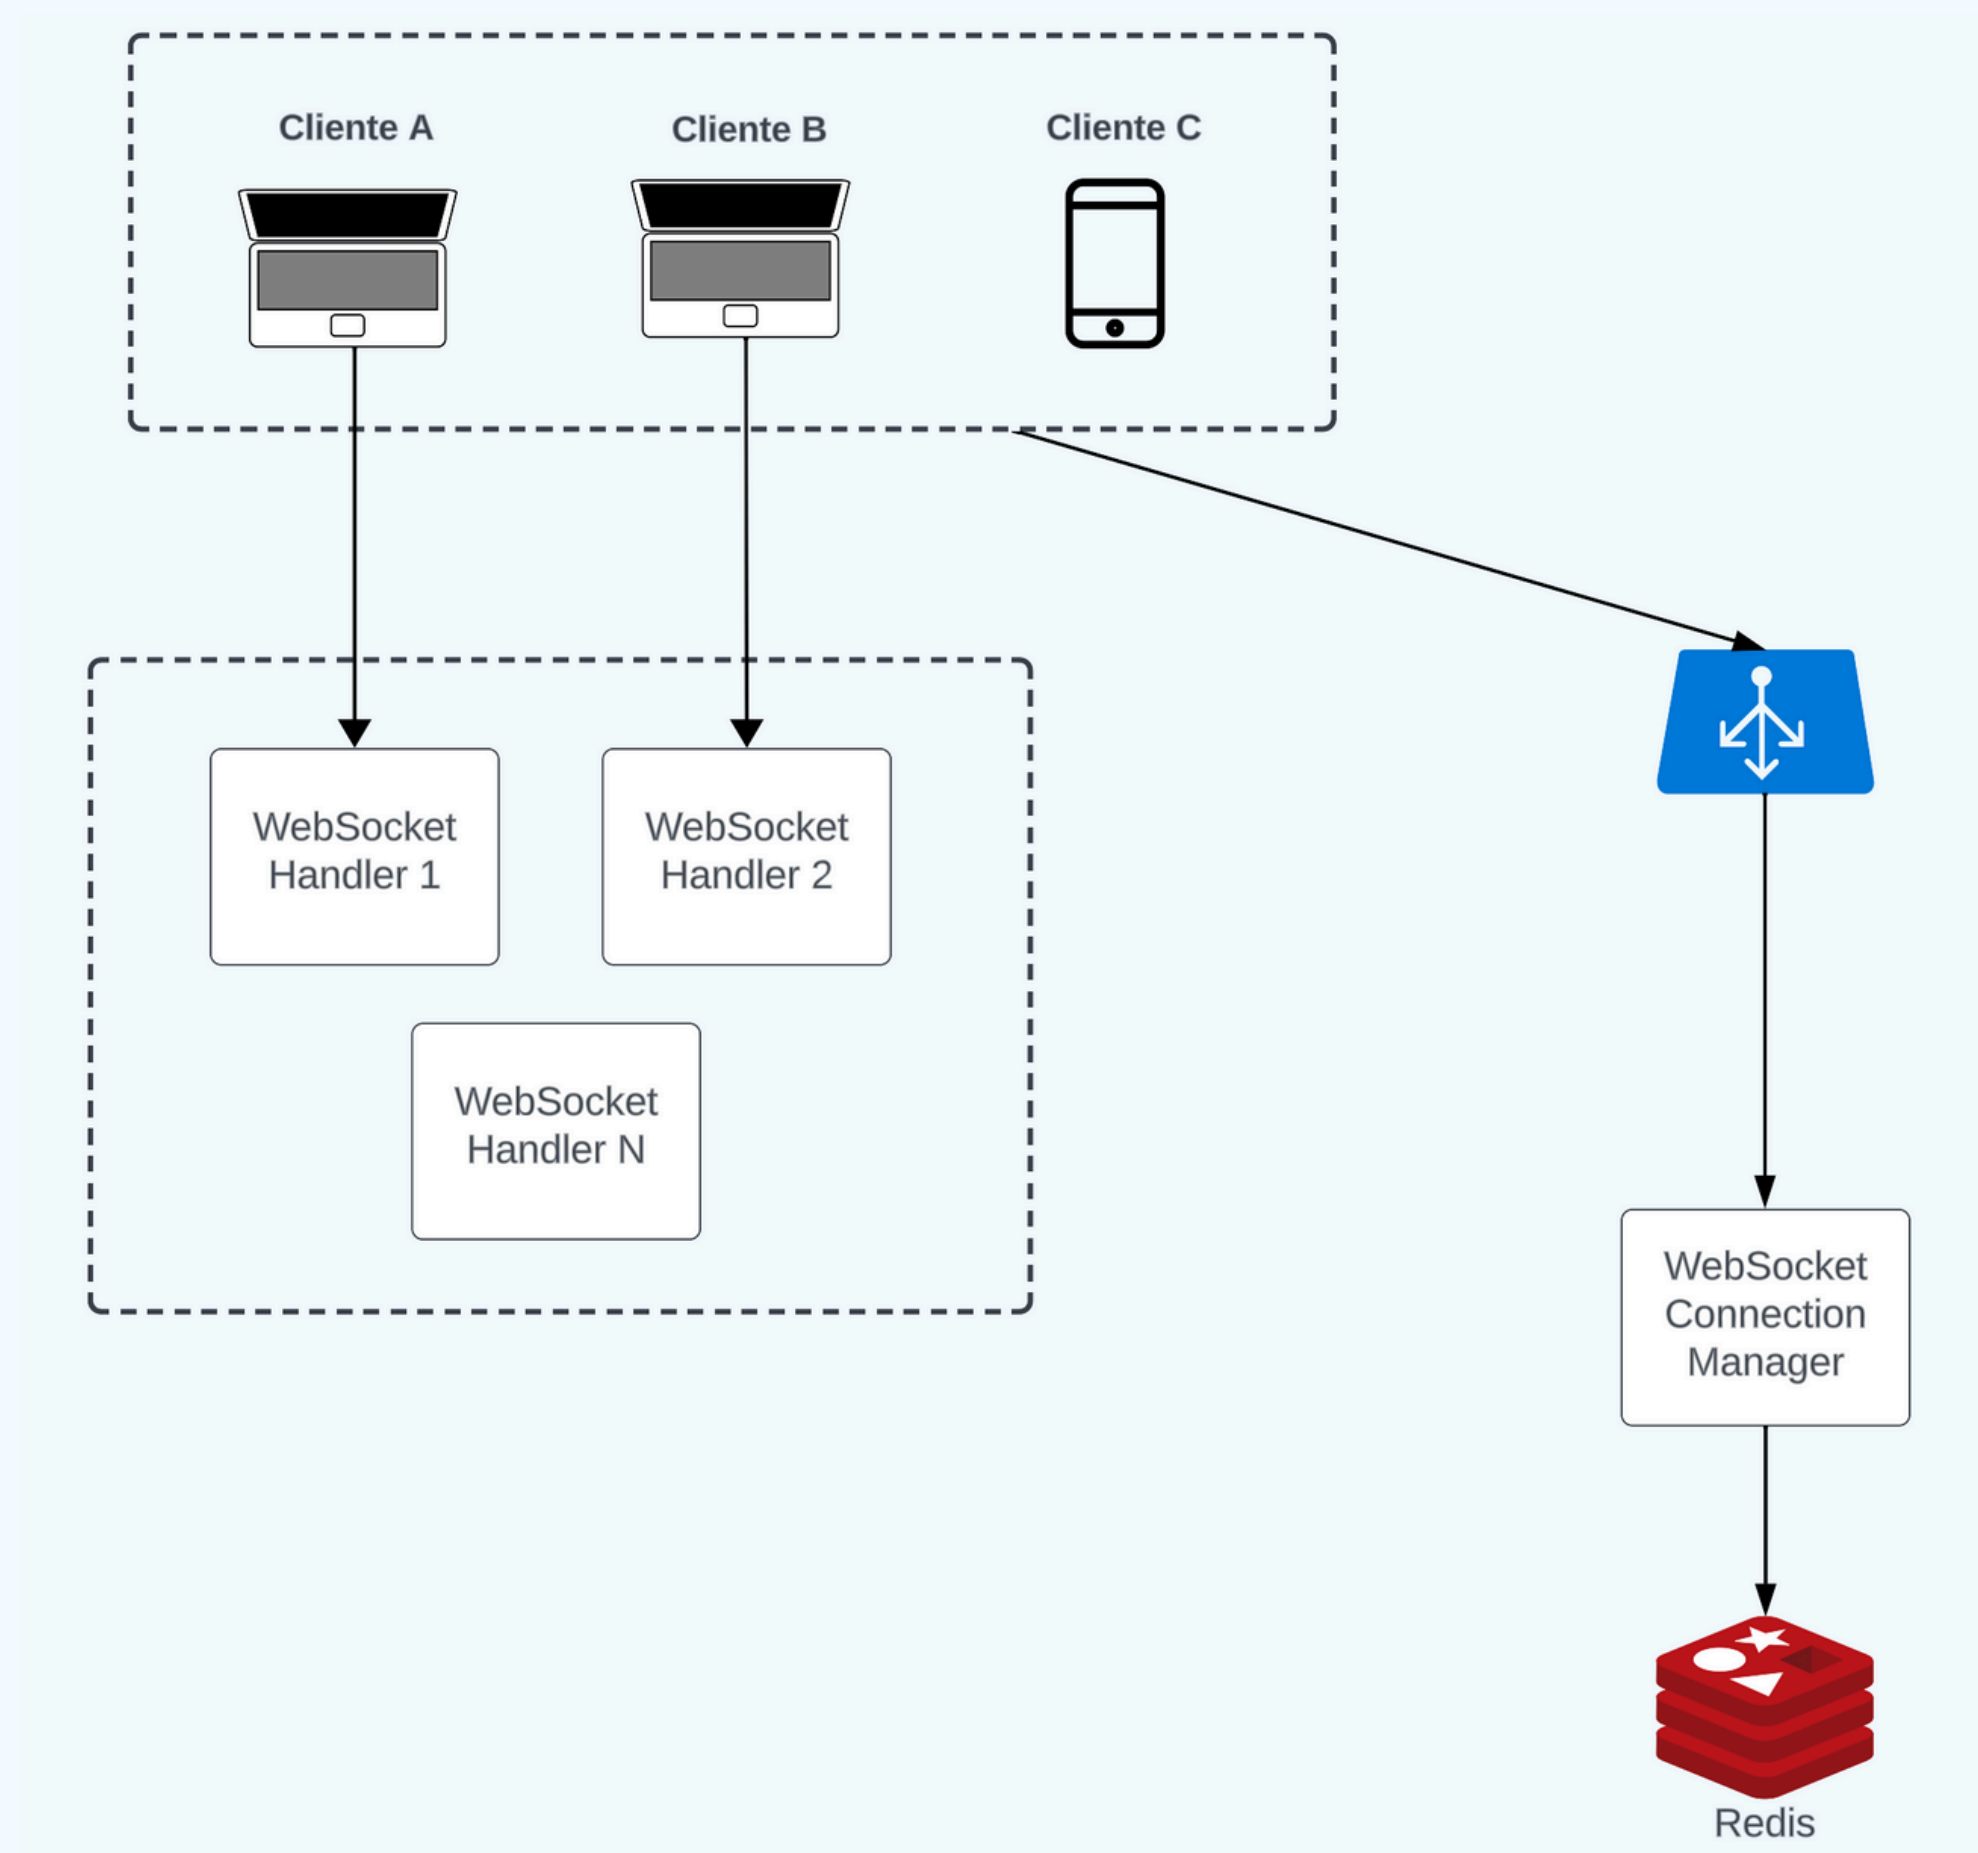 Cliente A
Cliente B
Cliente C
WebSocket
Handler 1
WebSocket
Handler 2
WebSocket
Handler N
WebSocket
Connection
Manager
Redis